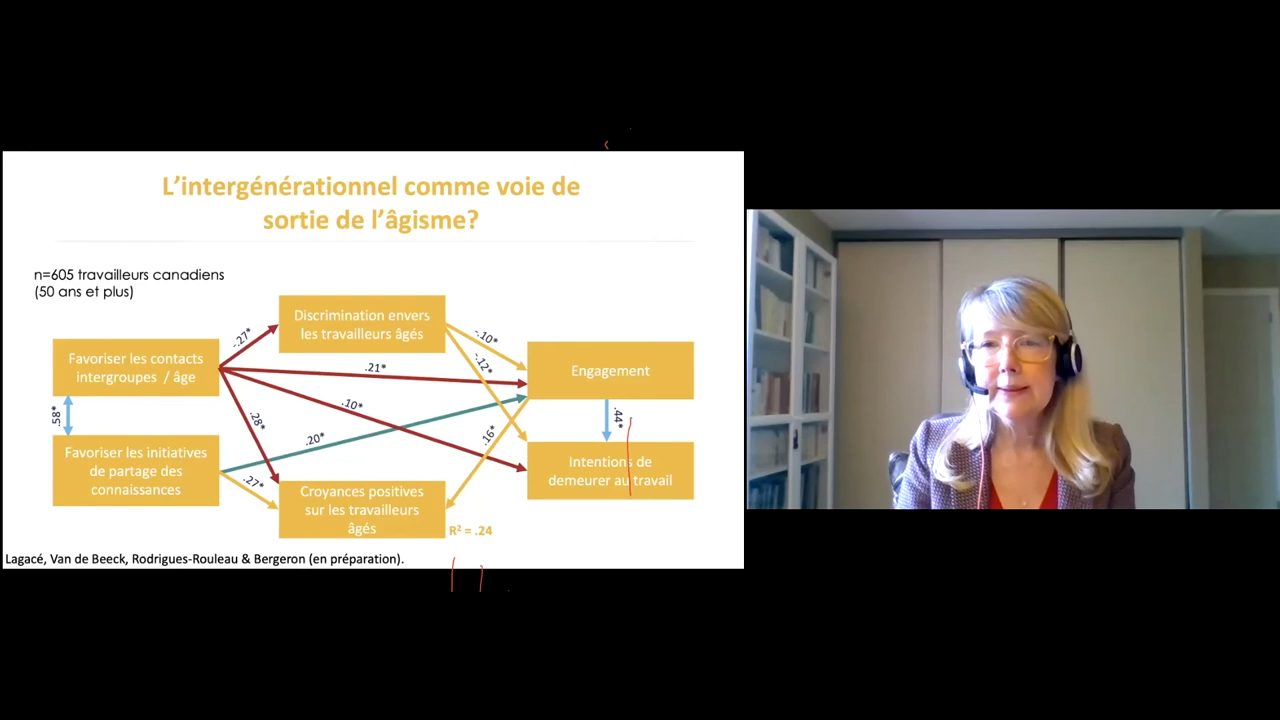 L'intergénérationnel comme voie de
sortie de l'âgisme?
n=605 travailleurs canadiens
(50 ans et plus)
Discrimination envers
les travailleurs âgés
Favoriser les contacts
intergroupes / âge
Engagement
Favoriser les initiatives
de partage des
connaissances
Intentions de
demeurer au travail
Croyances positives
sur les travailleurs
âgés
-.27*
.21*
.10*
.28*
.58*
.20*
.27*
-.10*
-.12*
.16*
.44*
R² = .24
Lagacé, Van de Beeck, Rodrigues-Rouleau & Bergeron (en préparation).